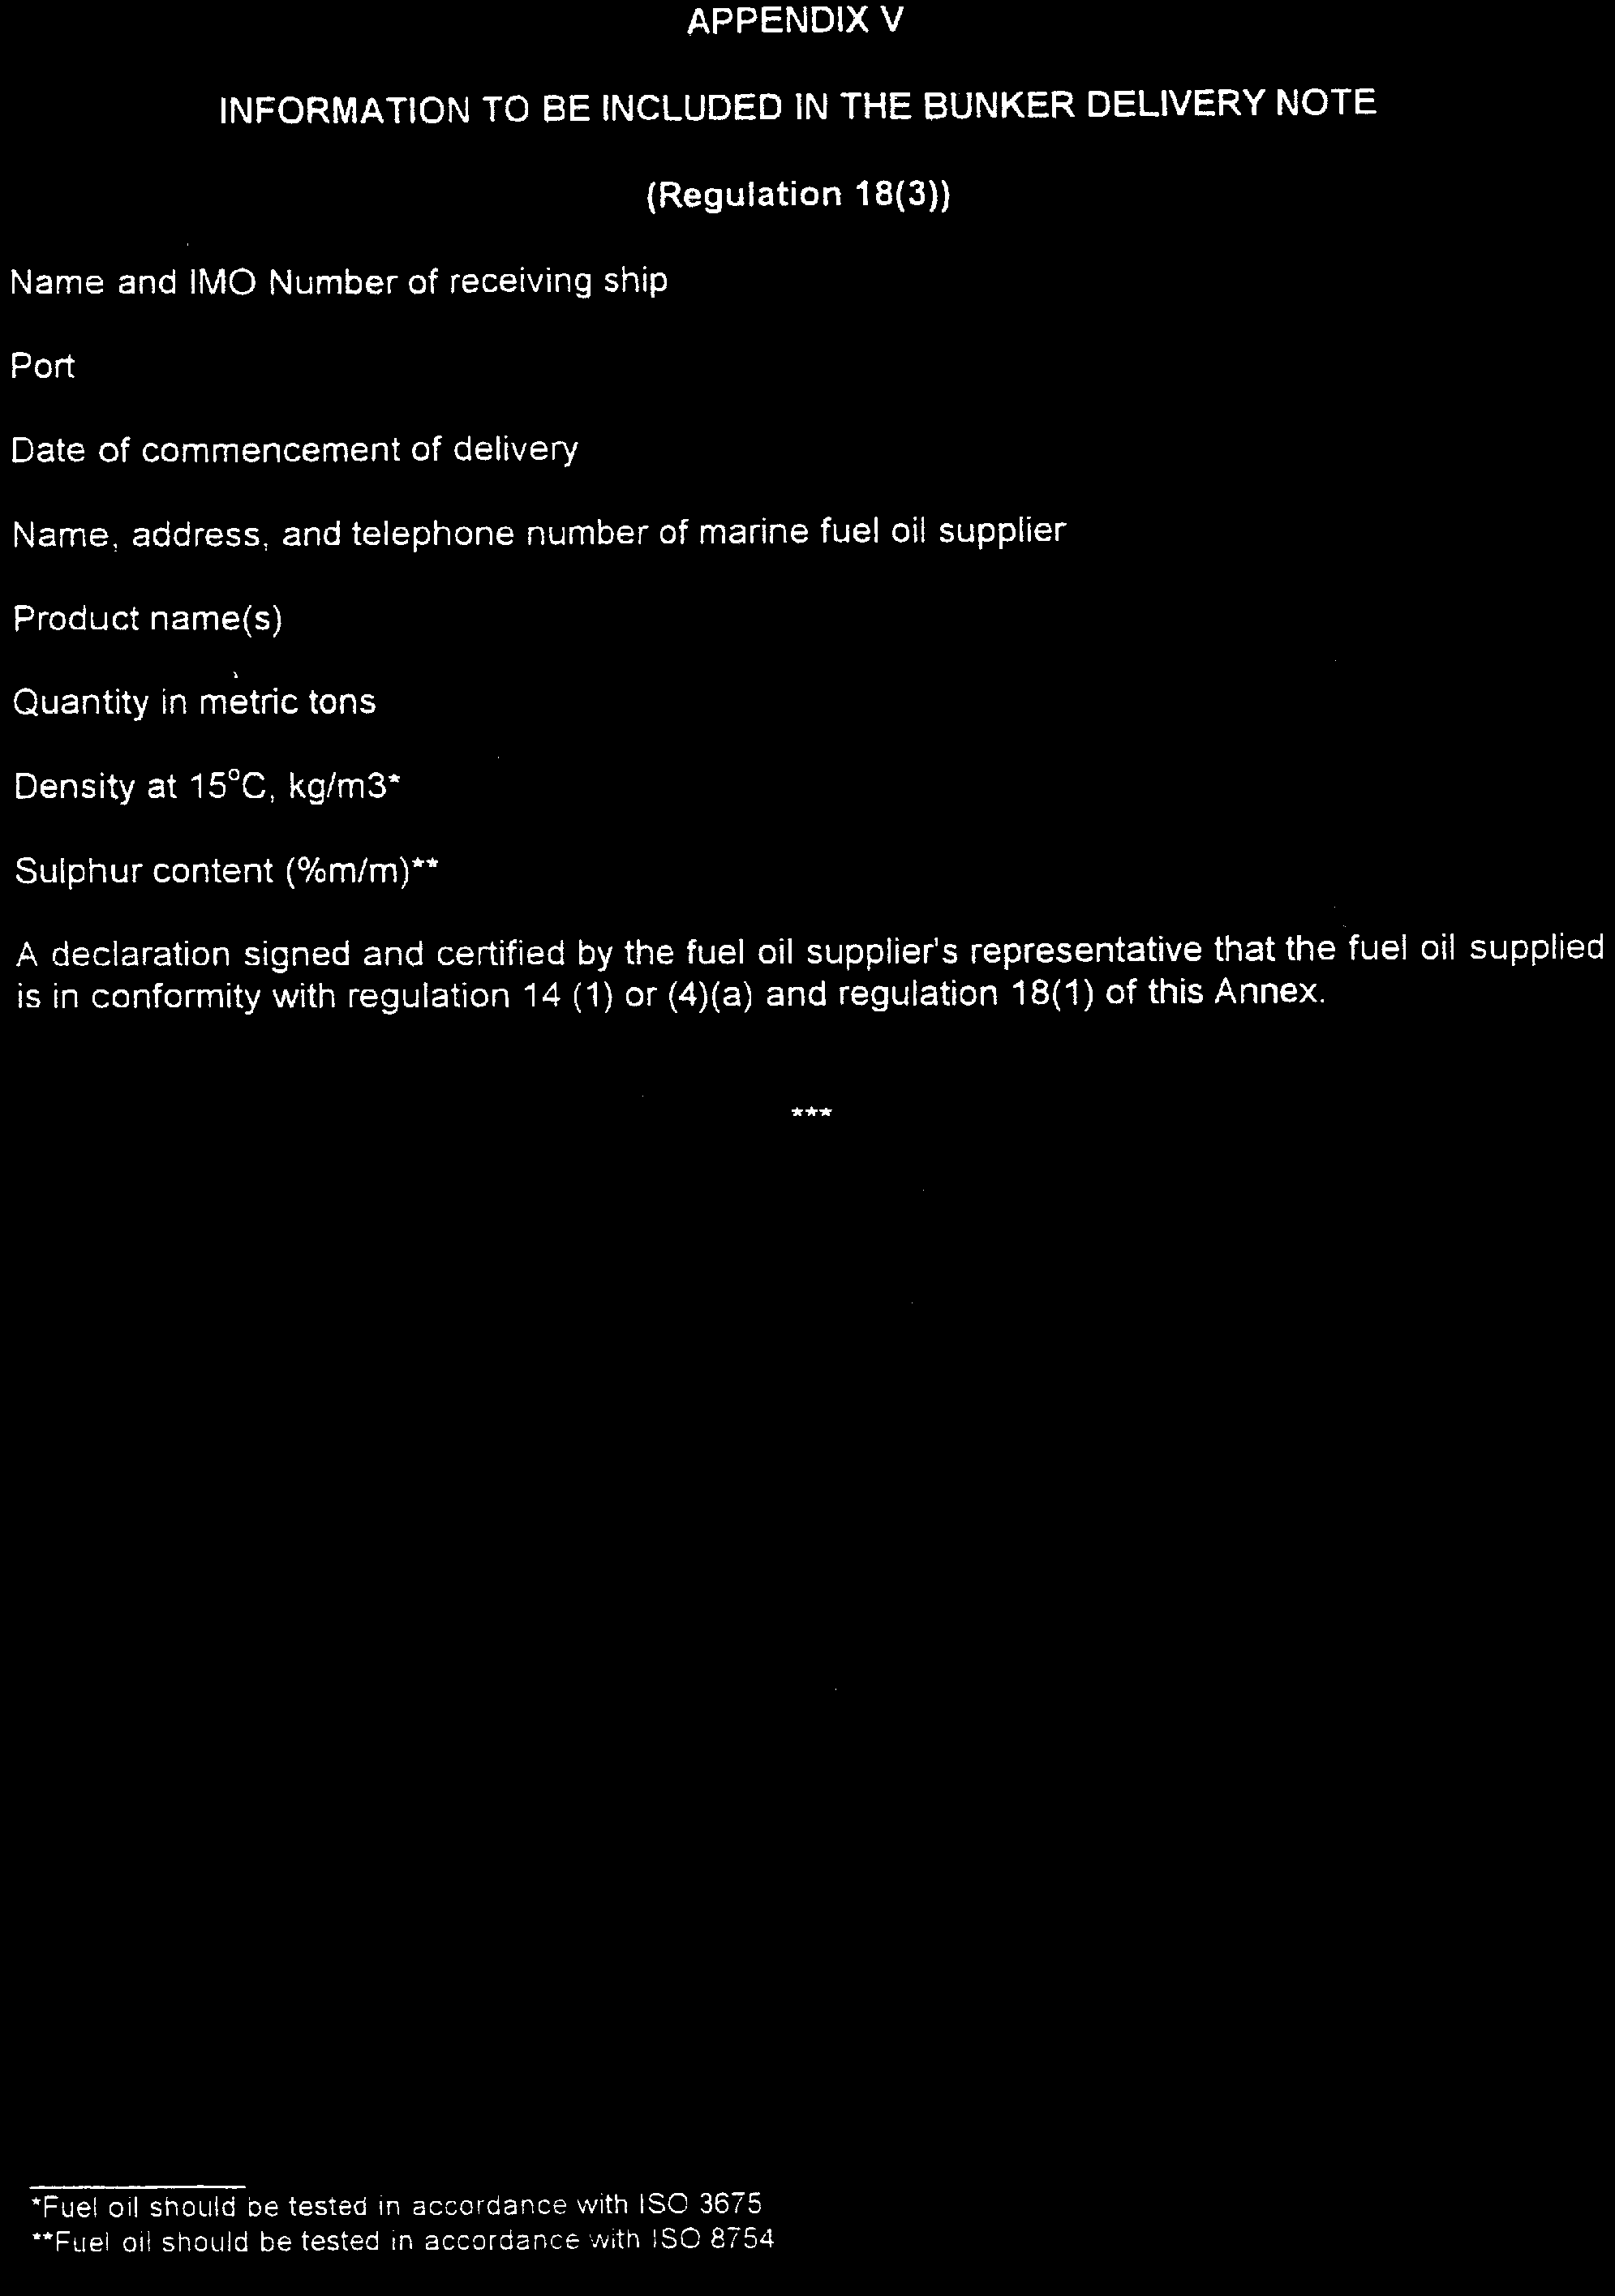 APPENDIX V
INFORMATION TO BE INCLUDED IN THE BUNKER DELIVERY NOTE
(Regulation 18(3))
Name and IMO Number of receiving ship
Port
Date of commencement of delivery
Name, address, and telephone number of marine fuel oil supplier
Product name(s)
Quantity in metric tons
Density at 15°C, kg/m3*
Sulphur content (%m/m)**
A declaration signed and certified by the fuel oil supplier's representative that the fuel oil supplied
is in conformity with regulation 14 (1) or (4)(a) and regulation 18(1) of this Annex.
***
*Fuel oil should be tested in accordance with ISO 3675
**Fuel oil should be tested in accordance with ISO 8754